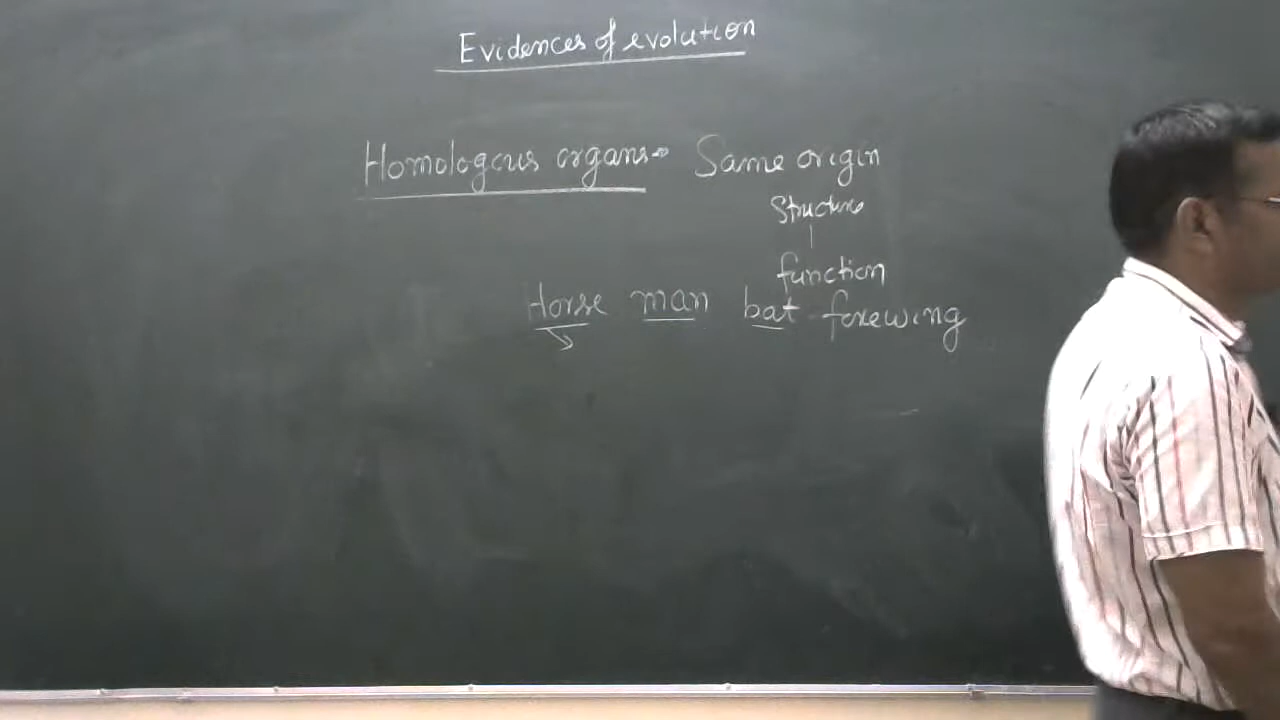 Evidences of evolution
Homologous organs → Same origin
Structure
function
Horse man bat forewing